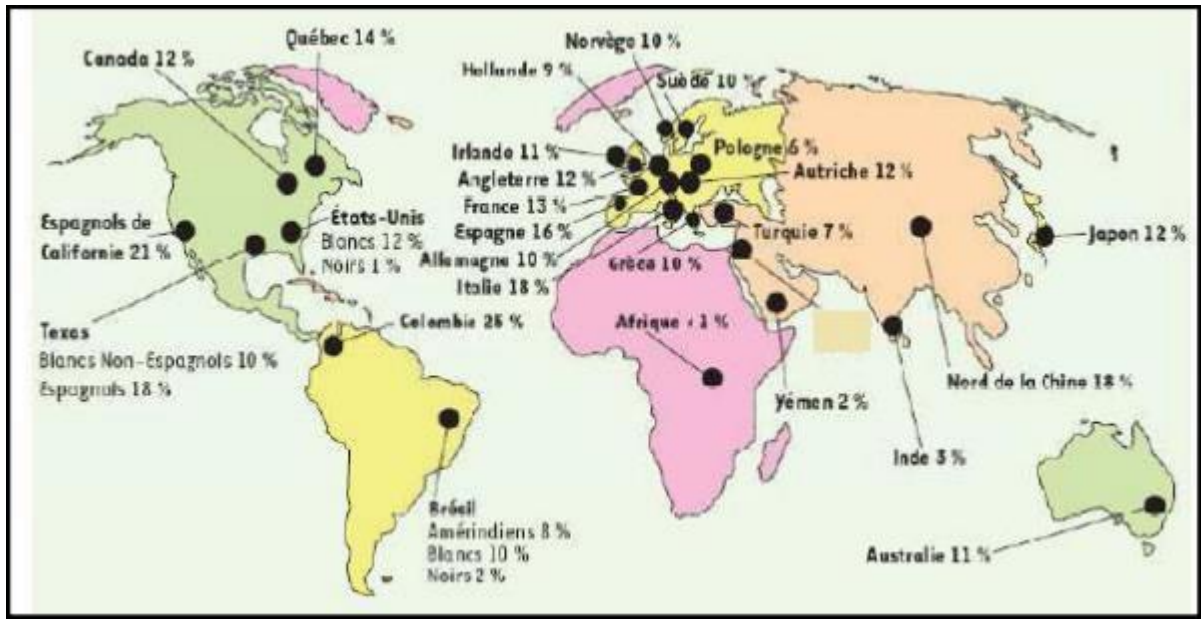 Québec 14 %
Canada 12 %
Norvègo 10 %
Hollande 9 %
Suède 10 %
Irlando 11 %
Pologne 6 %
Angleterre 12 %
Autriche 12 %
France 13 %
Espagne 16 %
Allemagne 10 %
Italie 18 %
Grèce 10 %
Turquie 7 %
Espagnols de
Californie 21 %
États-Unis
Blancs 12 %
Noirs 1 %
Japon 12 %
Texas
Blancs Non-Espagnols 10 %
Espagnols 18 %
Colombie 26 %
Afrique < 1 %
Nord de la Chine 18 %
Yémen 2 %
Inde 3 %
Brésil
Amérindiens 8 %
Blancs 10 %
Noirs 2 %
Australie 11 %